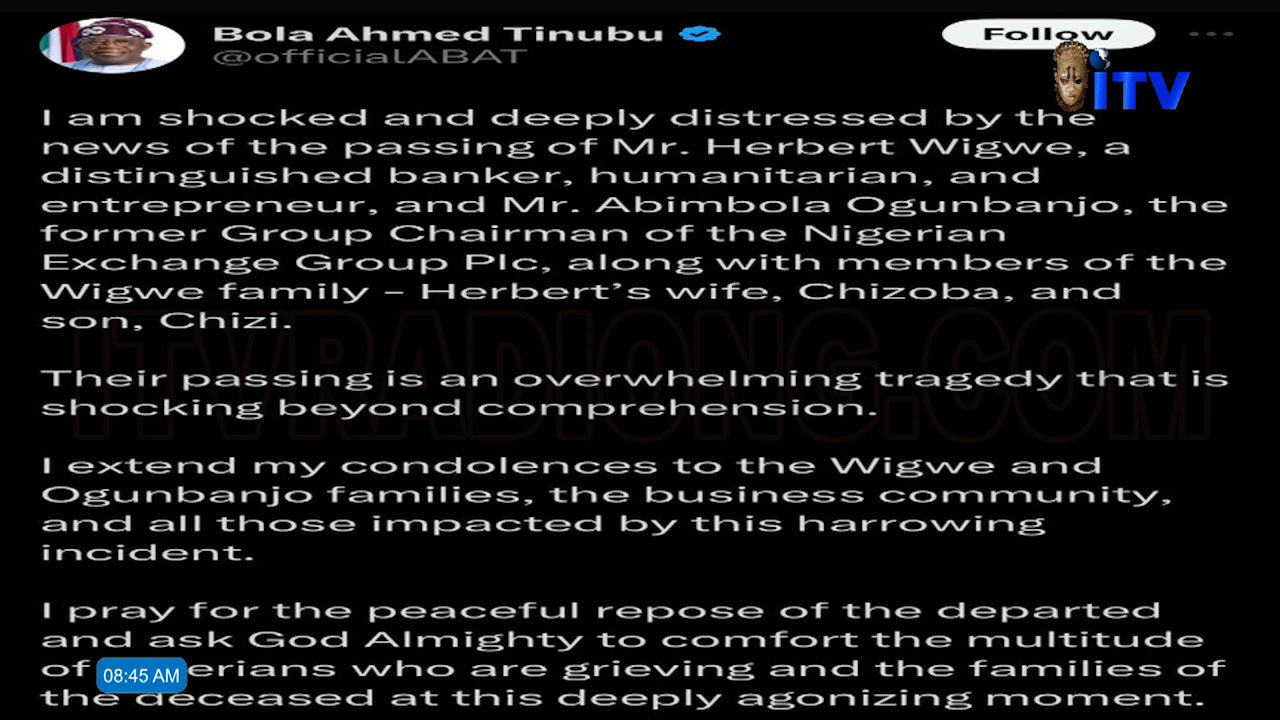 Bola Ahmed Tinubu
@officialABAT
Follow
iTV
I am shocked and deeply distressed by the
news of the passing of Mr. Herbert Wigwe, a
distinguished banker, humanitarian, and
entrepreneur, and Mr. Abimbola Ogunbanjo, the
former Group Chairman of the Nigerian
Exchange Group Plc, along with members of the
Wigwe family – Herbert’s wife, Chizoba, and
son, Chizi.
ITVRADIONG.COM
Their passing is an overwhelming tragedy that is
shocking beyond comprehension.
I extend my condolences to the Wigwe and
Ogunbanjo families, the business community,
and all those impacted by this harrowing
incident.
I pray for the peaceful repose of the departed
and ask God Almighty to comfort the multitude
of erians who are grieving and the families of
08:45 AM
the deceased at this deeply agonizing moment.